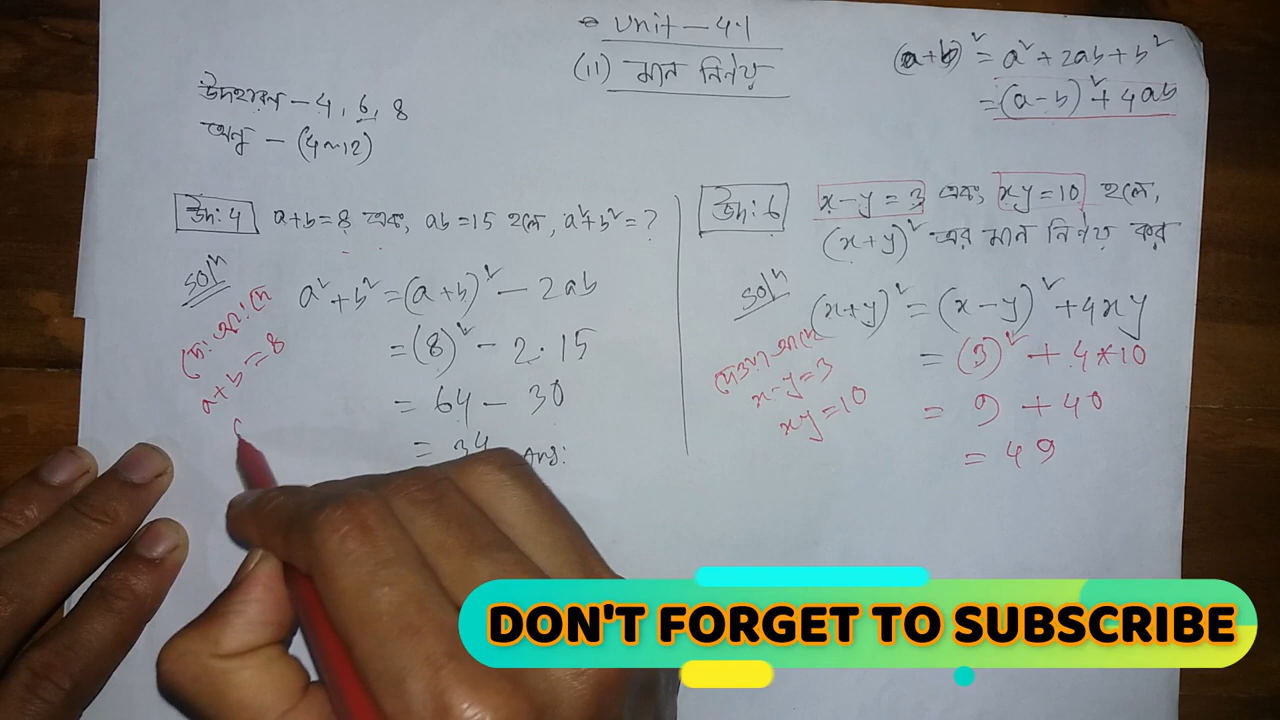 Unit-4.1
(ii) মান নির্ণয়
(a+b)² = a² + 2ab + b²
= (a-b)² + 4ab
উদাহরণ - 4, 6, 8
অনু - (4~12)
উদা: 4 a+b=8 এবং, ab=15 হলে, a²+b²=?
Solⁿ
a²+b² = (a+b)² - 2ab
= (8)² - 2·15
= 64 - 30
= 34 Ans:
দে: আছে
a+b=8
উদা: 6 x-y=3 এবং, xy=10 হলে,
(x+y)² এর মান নির্ণয় কর
Solⁿ
(x+y)² = (x-y)² + 4xy
= (3)² + 4*10
= 9 + 40
= 49
দেওয়া আছে
x-y=3
xy=10
DON'T FORGET TO SUBSCRIBE